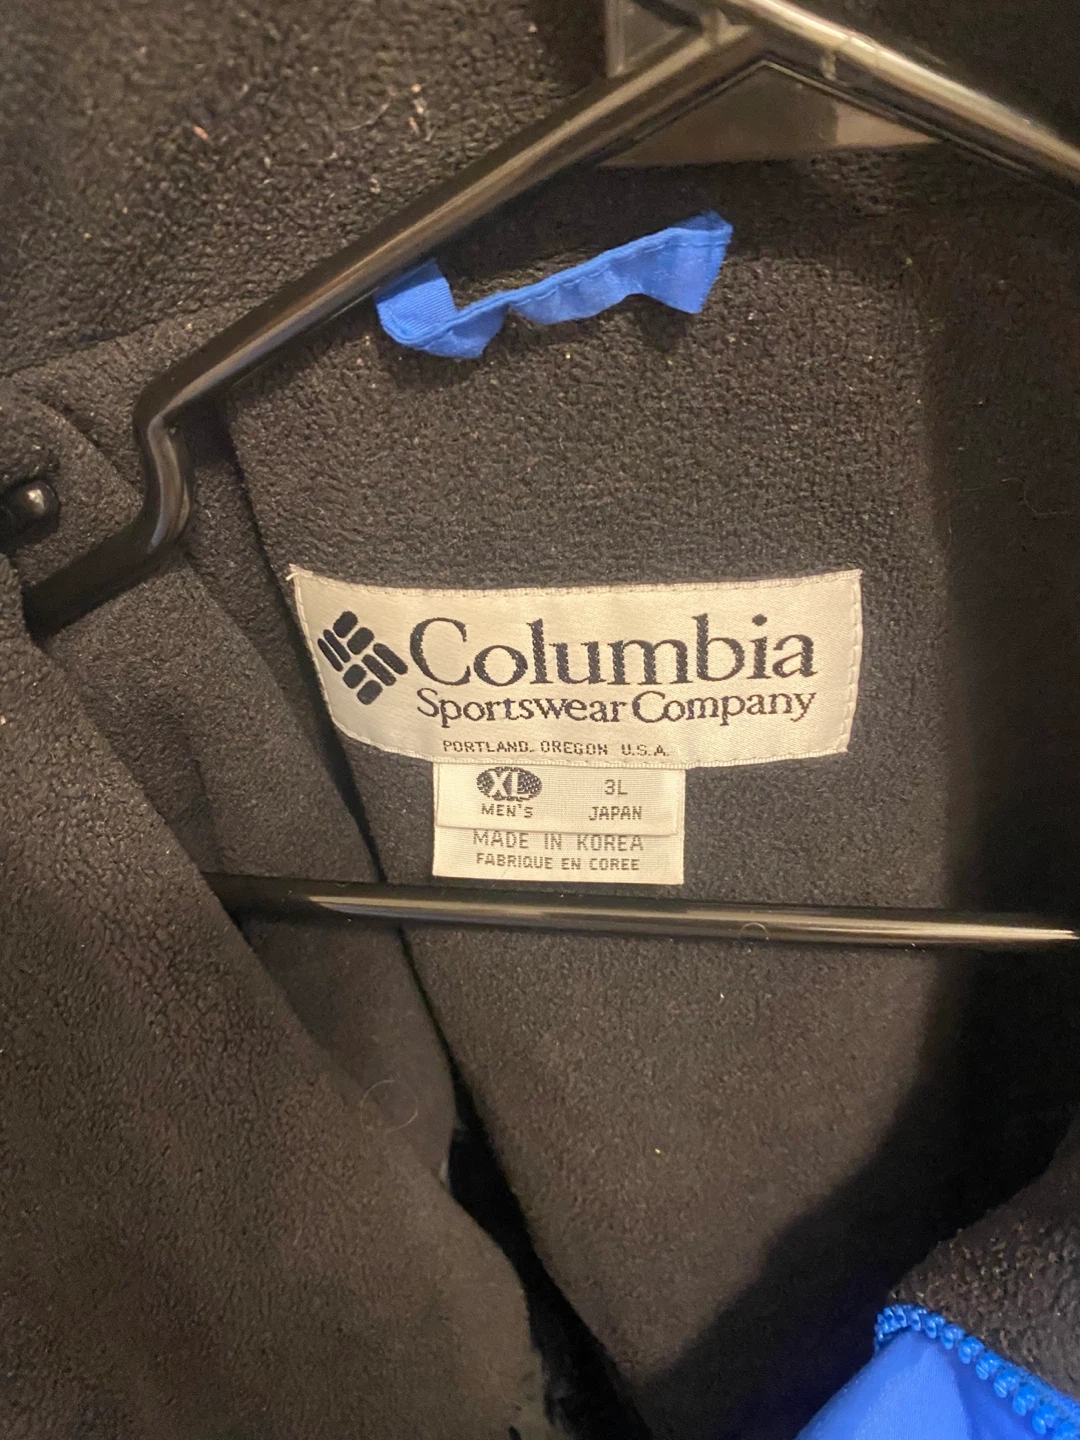 Columbia
Sportswear Company
PORTLAND, OREGON U.S.A.
XL 3L
MEN'S JAPAN
MADE IN KOREA
FABRIQUE EN COREE